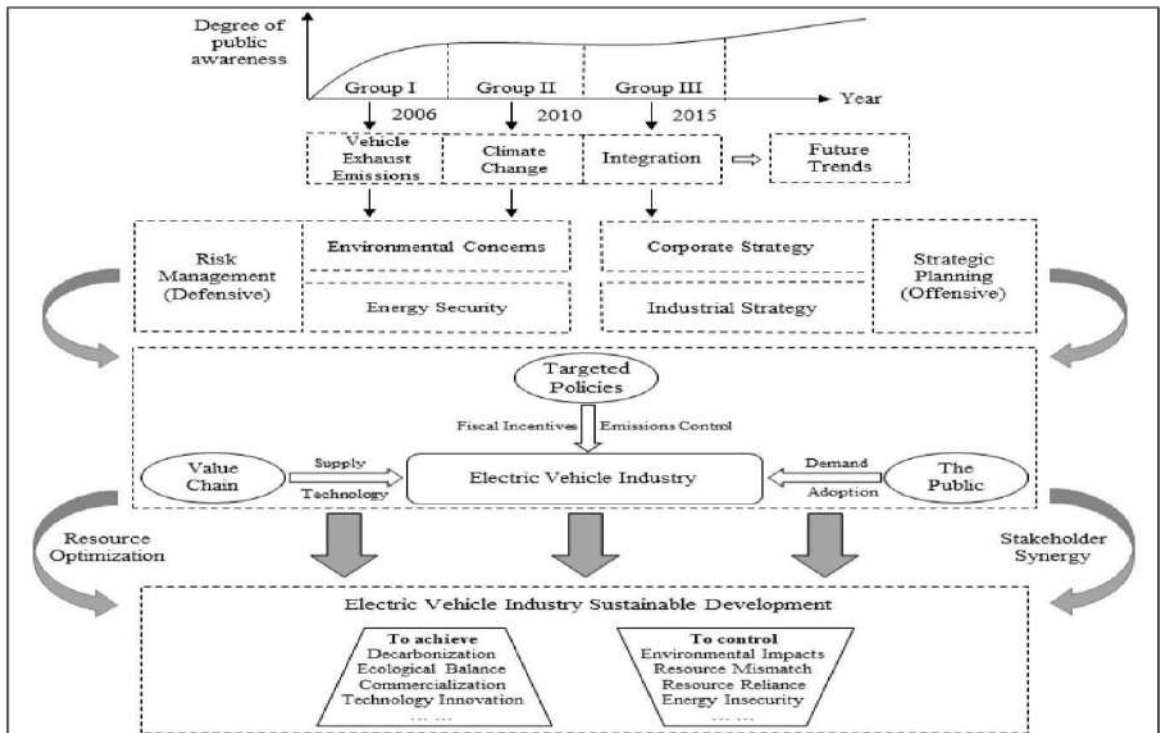 Degree of
public
awareness
Group I
Group II
Group III
Year
2006
2010
2015
Vehicle
Exhaust
Emissions
Climate
Change
Integration
Future
Trends
Risk
Management
(Defensive)
Environmental Concerns
Energy Security
Corporate Strategy
Industrial Strategy
Strategic
Planning
(Offensive)
Targeted
Policies
Fiscal Incentives
Emissions Control
Value
Chain
Supply
Technology
Electric Vehicle Industry
Demand
Adoption
The
Public
Resource
Optimization
Stakeholder
Synergy
Electric Vehicle Industry Sustainable Development
To achieve
Decarbonization
Ecological Balance
Commercialization
Technology Innovation
... ...
To control
Environmental Impacts
Resource Mismatch
Resource Reliance
Energy Insecurity
... ...